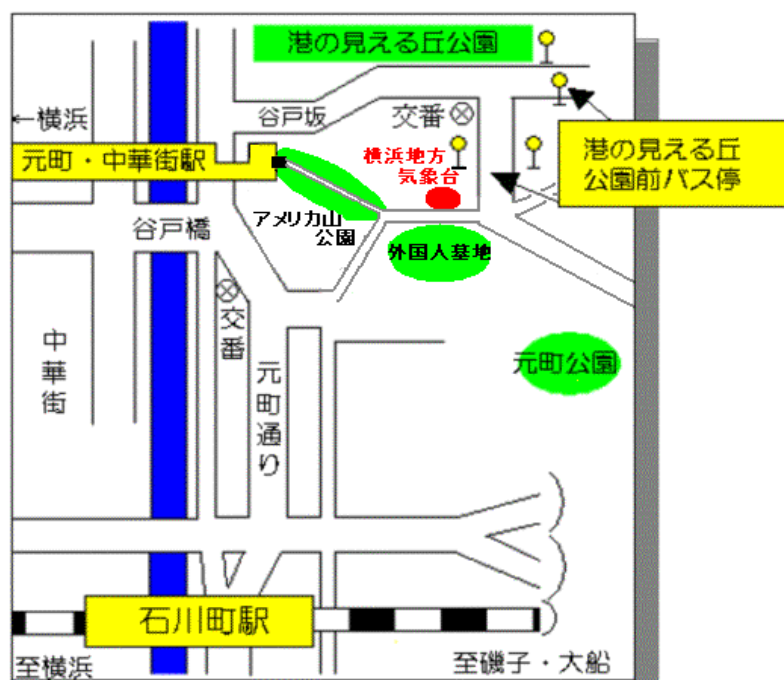 港の見える丘公園
←横浜
谷戸坂
交番
元町・中華街駅
横浜地方
気象台
港の見える丘
公園前バス停
アメリカ山
公園
谷戸橋
外国人墓地
交番
中華街
元町通り
元町公園
石川町駅
至横浜
至磯子・大船